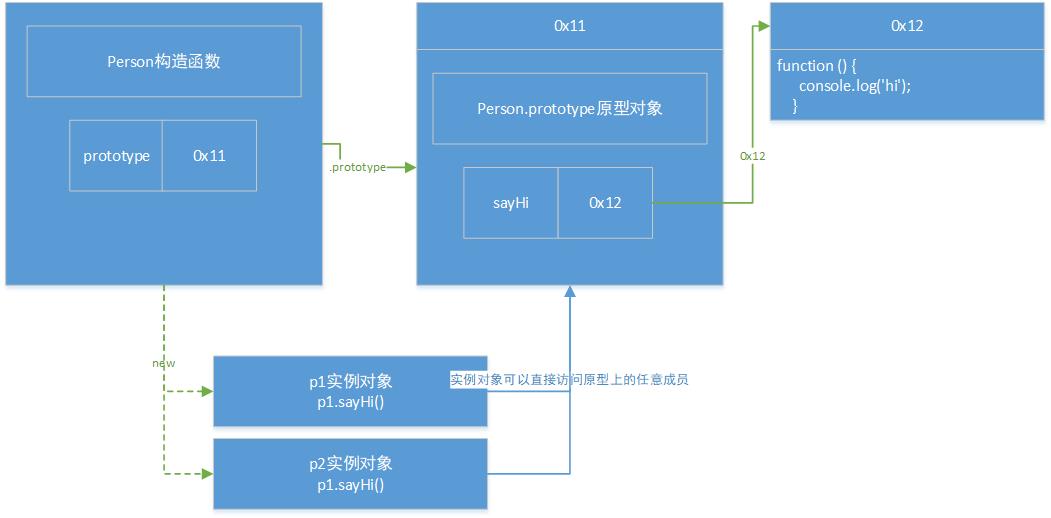 Person构造函数
prototype
0x11
.prototype
0x11
Person.prototype原型对象
sayHi
0x12
0x12
0x12
function () {
console.log('hi');
}
new
p1实例对象
p1.sayHi()
实例对象可以直接访问原型上的任意成员
p2实例对象
p1.sayHi()